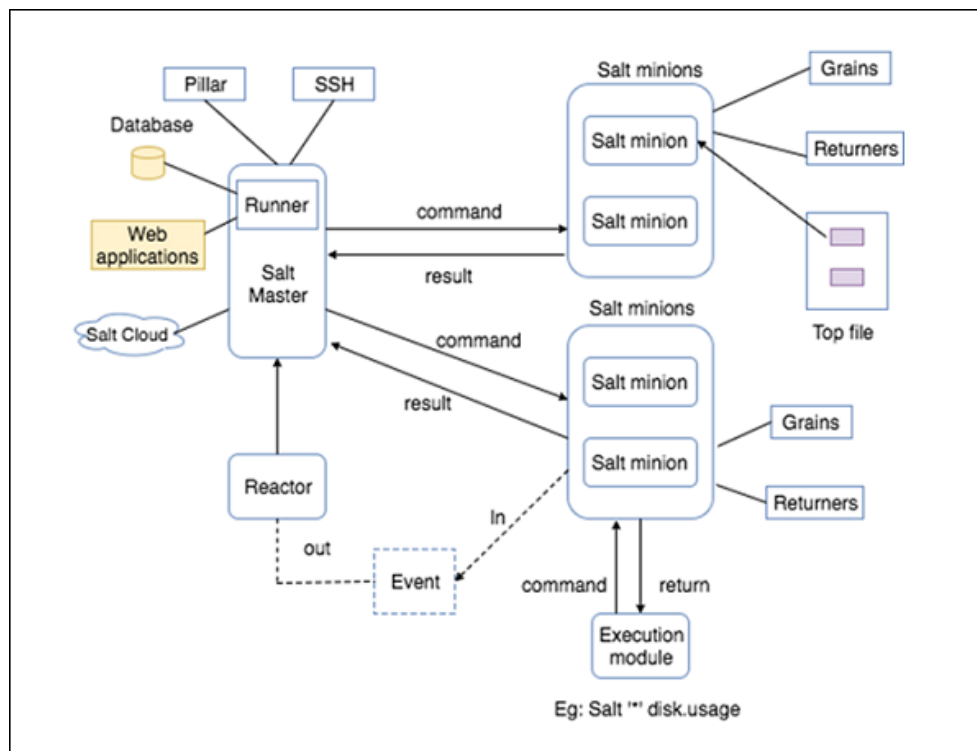 Salt minions
Grains
Pillar
SSH
Database
Salt minion
Returners
Runner
command
Salt minion
Web
applications
result
Salt
Master
Salt minions
Salt Cloud
command
Top file
Salt minion
result
Grains
Salt minion
Reactor
Returners
In
out
Event
command
return
Execution
module
Eg: Salt '*' disk.usage